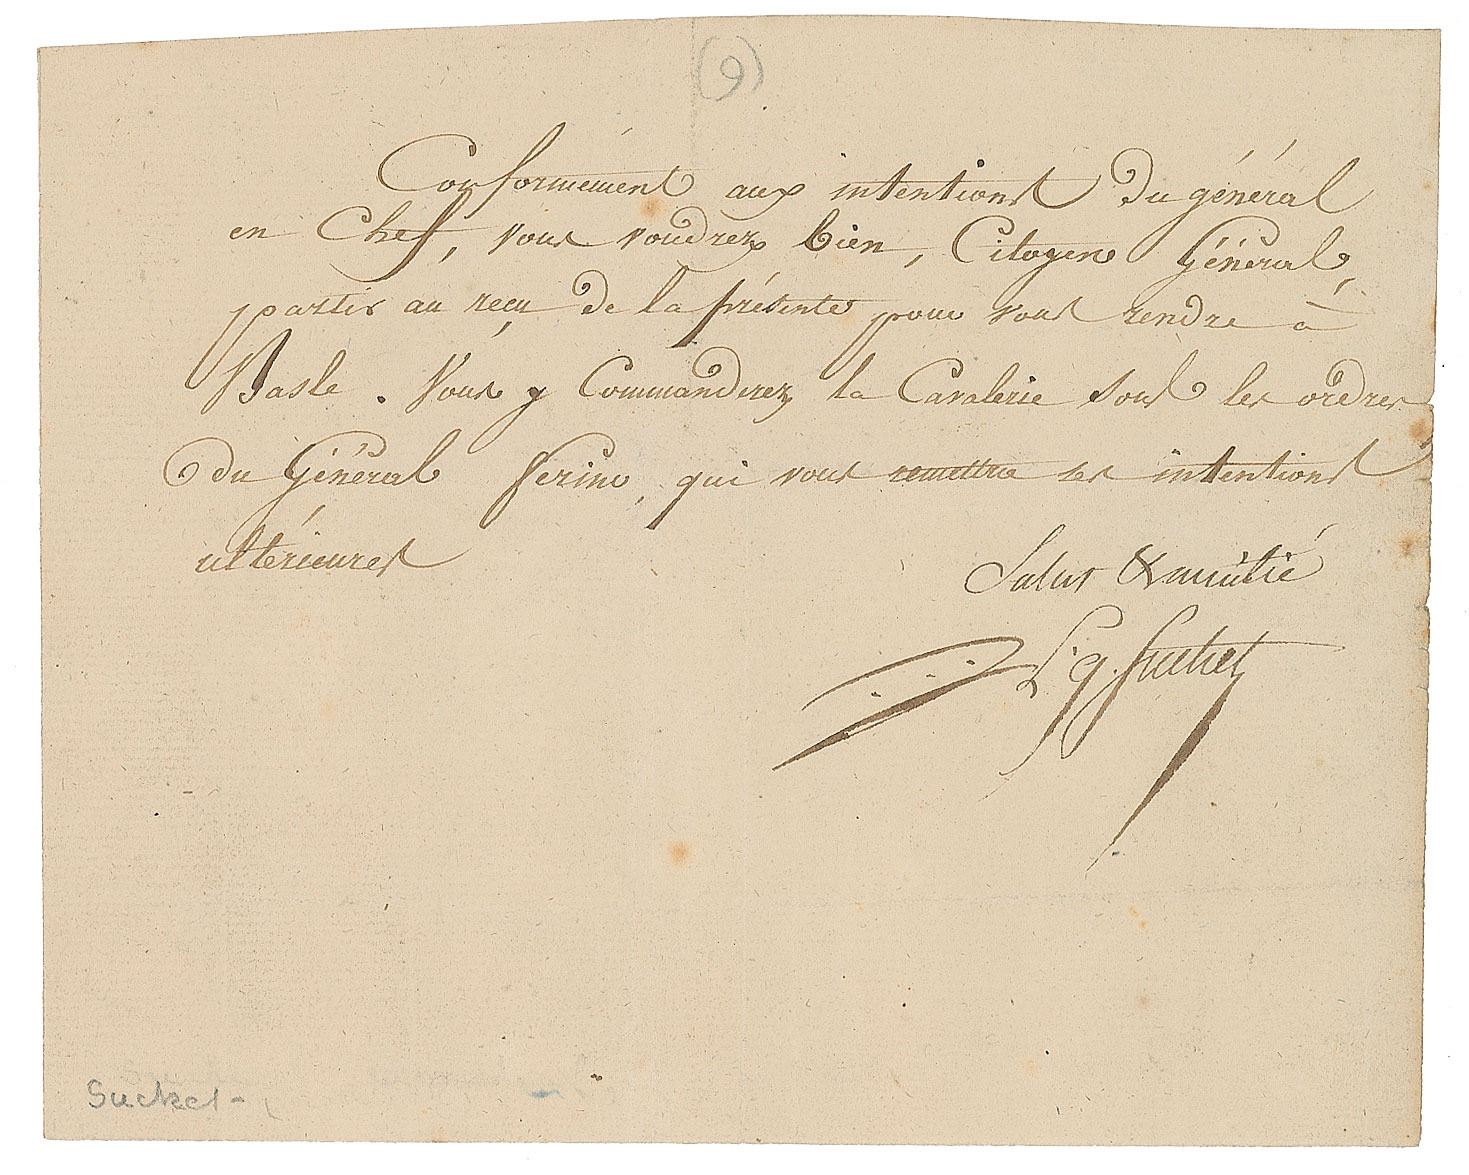 (9)
Conformément aux intentions du général
en Chef, vous voudrez bien, Citoyen Général,
partir au reçu de la présente pour vous rendre à
Basle. Vous y Commanderez la Cavalerie sous les ordres
du Général ferino, qui vous remettra ses intentions
ultérieures
Salut & amitié
L. g. Suchet
Suchet -